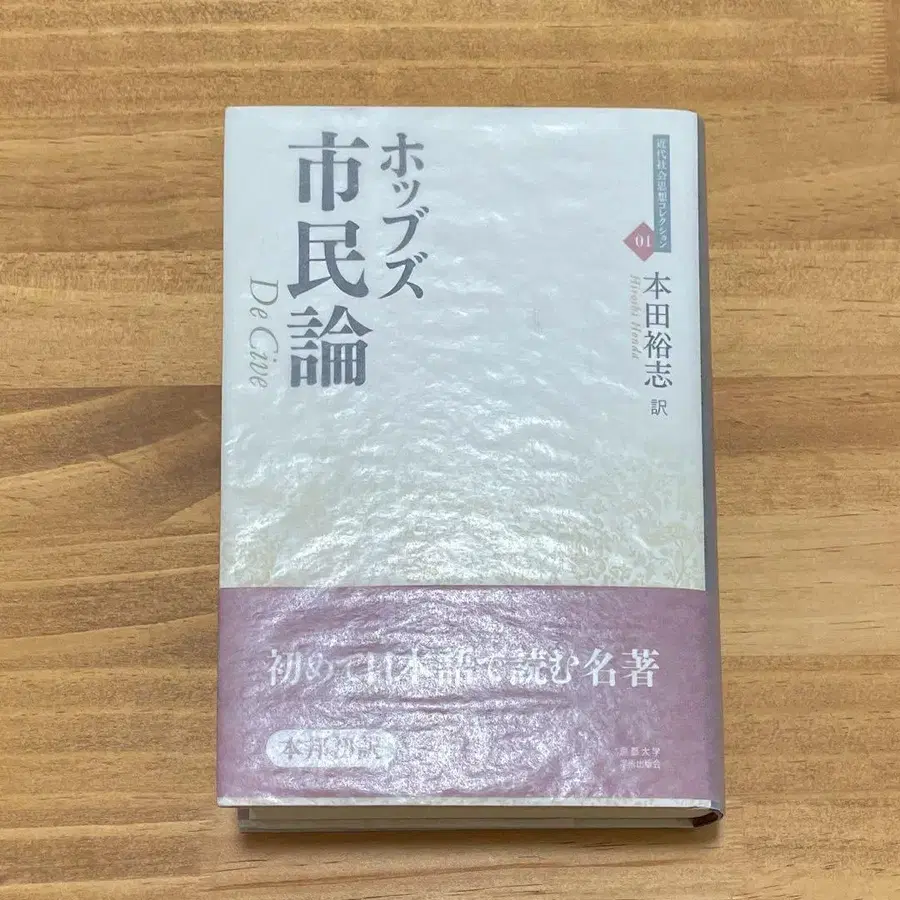 近代社会思想コレクション
01
ホッブズ
市民論
De Cive
本田裕志 訳
Hiroshi Honda
初めて日本語で読む名著
本邦初訳
京都大学
学術出版会